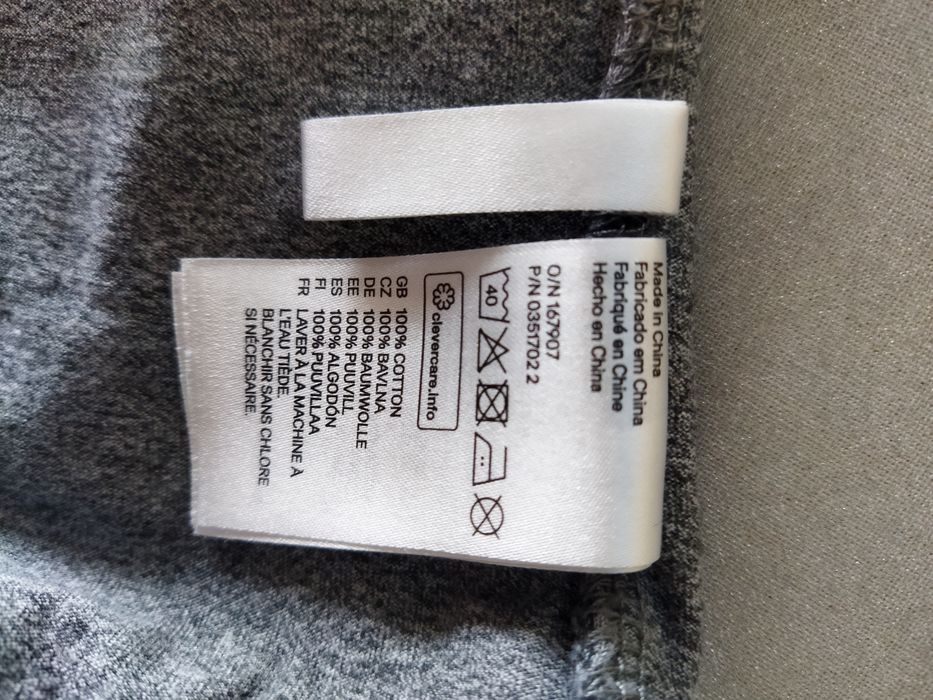 Made in China
Fabricado em China
Fabriqué en Chine
Hecho en China
O/N 167907
P/N 0351702 2
40
clevercare.info
GB 100% COTTON
CZ 100% BAVLNA
DE 100% BAUMWOLLE
EE 100% PUUVILL
ES 100% ALGODÓN
FI 100% PUUVILLAA
FR LAVER À LA MACHINE À
L'EAU TIÈDE.
BLANCHIR SANS CHLORE
SI NÉCESSAIRE.